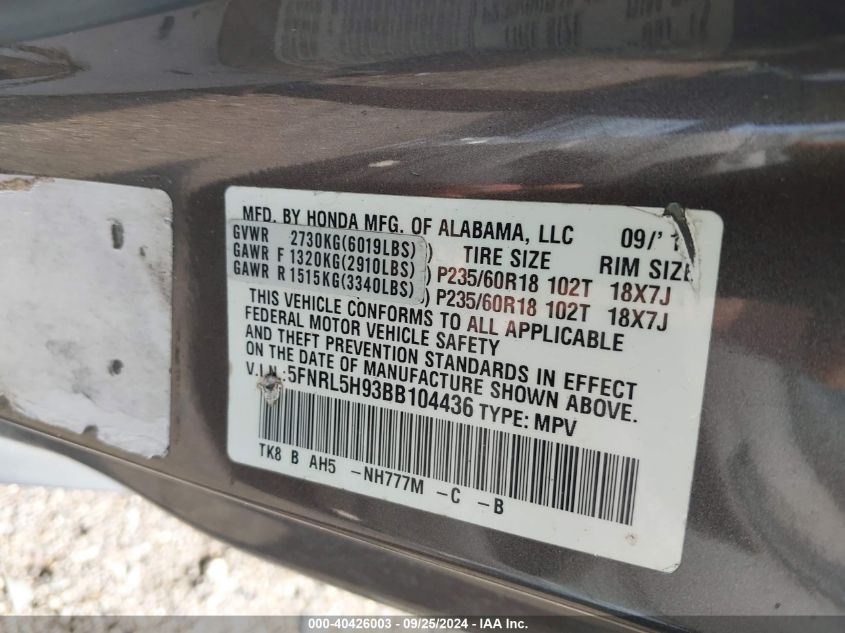 MFD. BY HONDA MFG. OF ALABAMA, LLC 09/'1
GVWR 2730KG(6019LBS) TIRE SIZE RIM SIZE
GAWR F 1320KG(2910LBS) P235/60R18 102T 18X7J
GAWR R 1515KG(3340LBS) P235/60R18 102T 18X7J
THIS VEHICLE CONFORMS TO ALL APPLICABLE
FEDERAL MOTOR VEHICLE SAFETY
AND THEFT PREVENTION STANDARDS IN EFFECT
ON THE DATE OF MANUFACTURE SHOWN ABOVE.
V.I.N.:5FNRL5H93BB104436 TYPE: MPV
TK8 B AH5 -NH777M -C -B
000-40426003 - 09/25/2024 - IAA Inc.